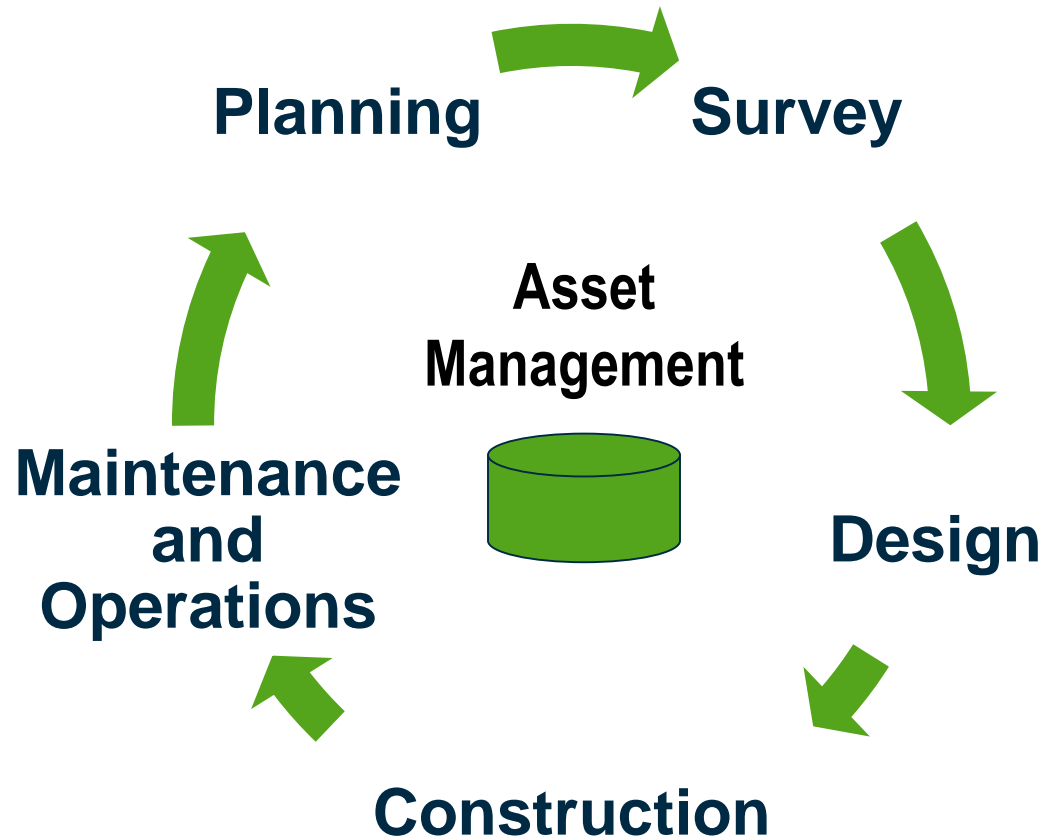 Planning
Survey
Asset
Management
Maintenance
and
Operations
Design
Construction